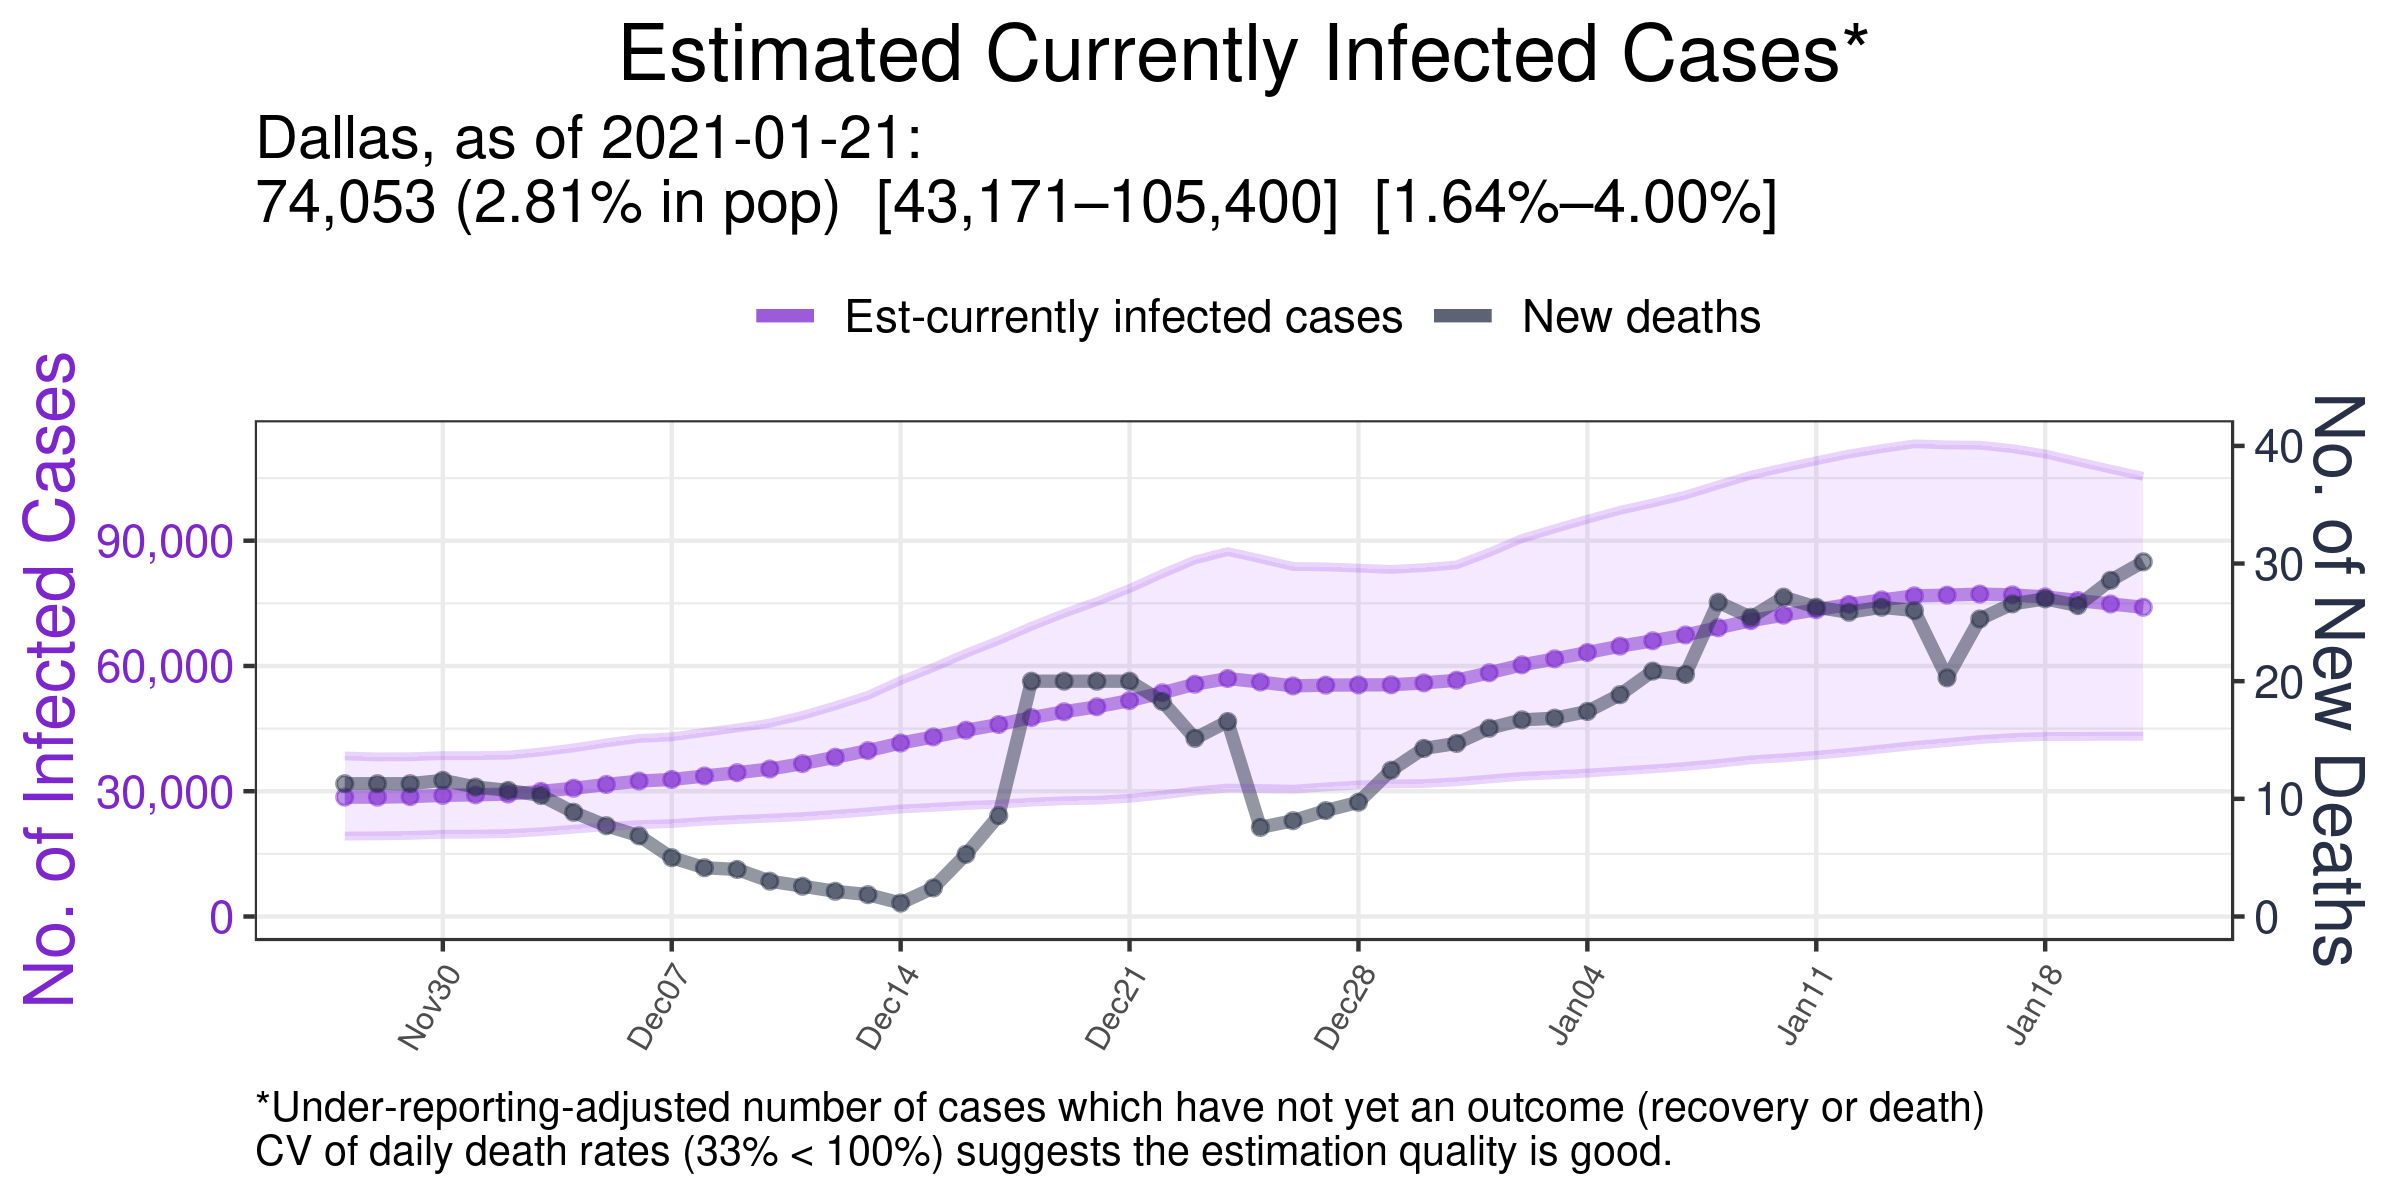 Estimated Currently Infected Cases*
Dallas, as of 2021-01-21:
74,053 (2.81% in pop)  [43,171–105,400]  [1.64%–4.00%]
Est-currently infected cases
New deaths
No. of Infected Cases
90,000
60,000
30,000
0
40
30
20
10
0
No. of New Deaths
Nov30
Dec07
Dec14
Dec21
Dec28
Jan04
Jan11
Jan18
*Under-reporting-adjusted number of cases which have not yet an outcome (recovery or death)
CV of daily death rates (33% < 100%) suggests the estimation quality is good.